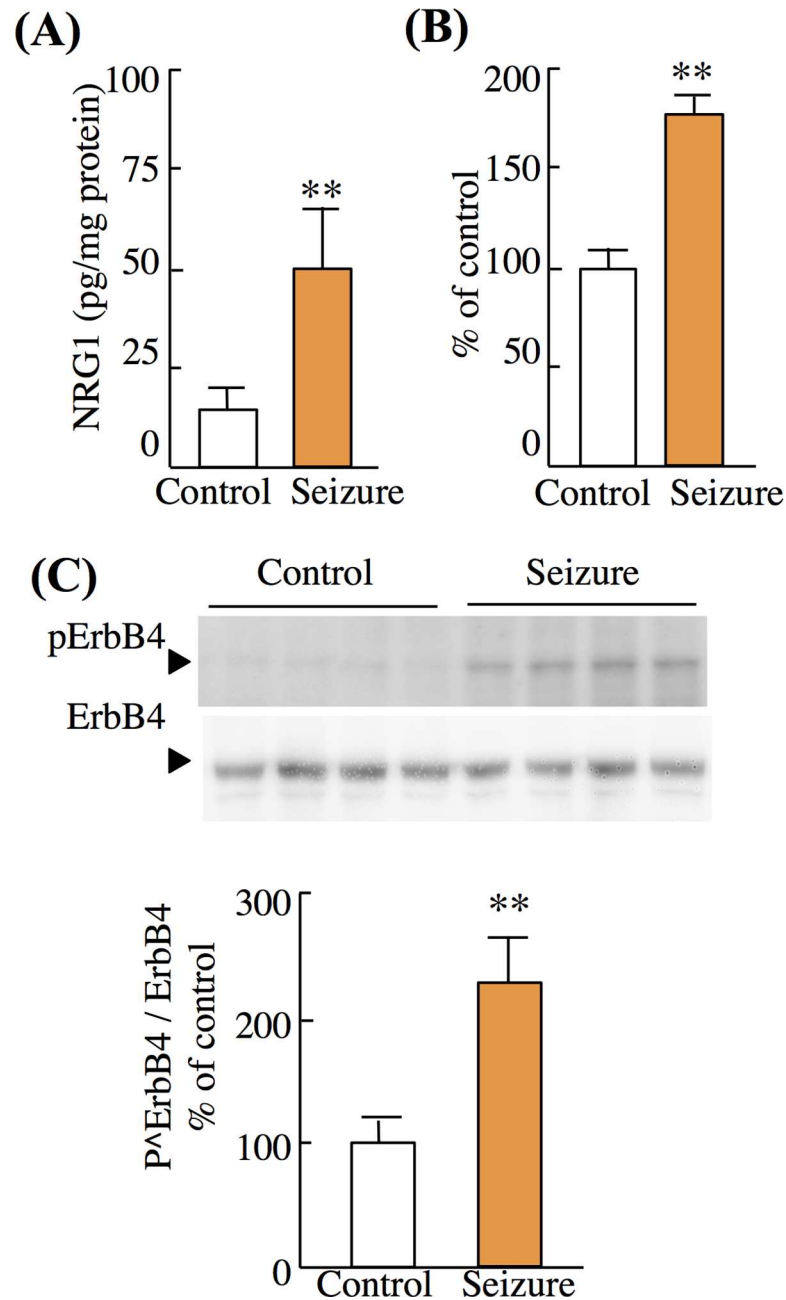 (A)
NRG1 (pg/mg protein)
100
75
50
25
0
**
Control Seizure
(B)
% of control
200
150
100
50
0
**
Control Seizure
(C)
Control Seizure
pErbB4
ErbB4
P^ErbB4 / ErbB4
% of control
300
200
100
0
**
Control Seizure